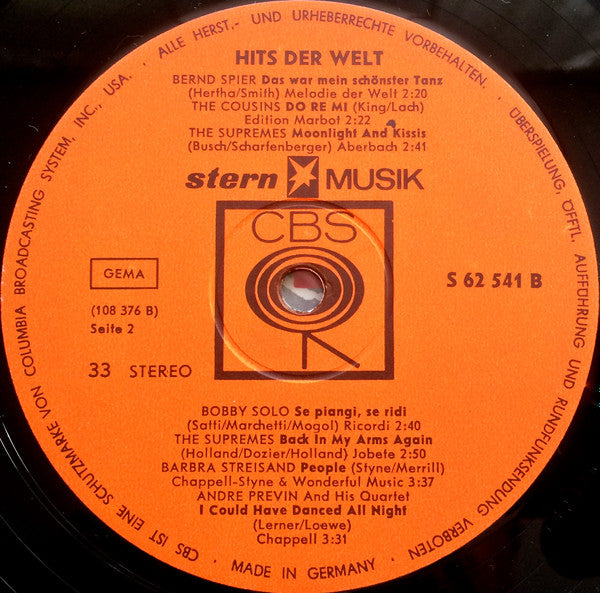 · ALLE HERST.- UND URHEBERRECHTE VORBEHALTEN. · ÜBERSPIELUNG, ÖFFTL. AUFFÜHRUNG UND RUNDFUNKSENDUNG VERBOTEN ·
HITS DER WELT
BERND SPIER Das war mein schönster Tanz
(Hertha/Smith) Melodie der Welt 2:20
THE COUSINS DO RE MI (King/Lach)
Edition Marbot 2:22
THE SUPREMES Moonlight And Kissis
(Busch/Scharfenberger) Aberbach 2:41
stern MUSIK
CBS
GEMA
S 62 541 B
(108 376 B)
Seite 2
33 STEREO
BOBBY SOLO Se piangi, se ridi
(Satti/Marchetti/Mogol) Ricordi 2:40
THE SUPREMES Back In My Arms Again
(Holland/Dozier/Holland) Jobete 2:50
BARBRA STREISAND People (Styne/Merrill)
Chappell-Styne & Wonderful Music 3:37
ANDRE PREVIN And His Quartet
I Could Have Danced All Night
(Lerner/Loewe)
Chappell 3:31
CBS IST EINE SCHUTZMARKE VON COLUMBIA BROADCASTING SYSTEM, INC., USA.
· MADE IN GERMANY ·